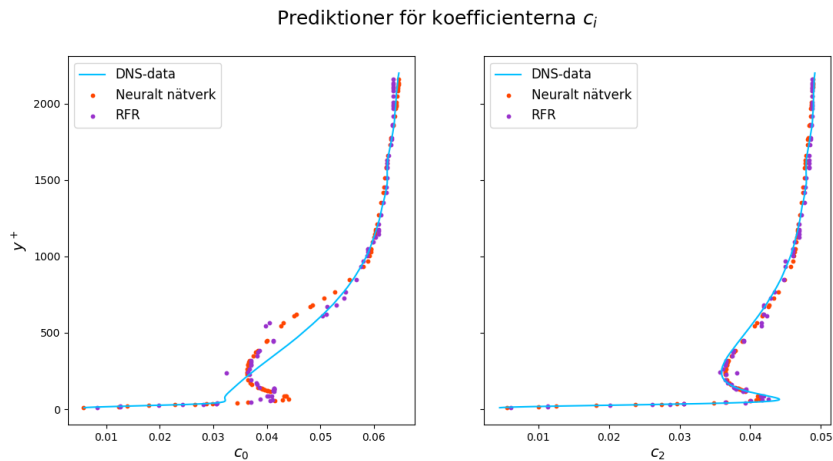 Prediktioner för koefficienterna c_i
DNS-data
Neuralt nätverk
RFR
DNS-data
Neuralt nätverk
RFR
2000
1500
1000
500
0
y^+
0.01 0.02 0.03 0.04 0.05 0.06
0.01 0.02 0.03 0.04 0.05
c_0
c_2